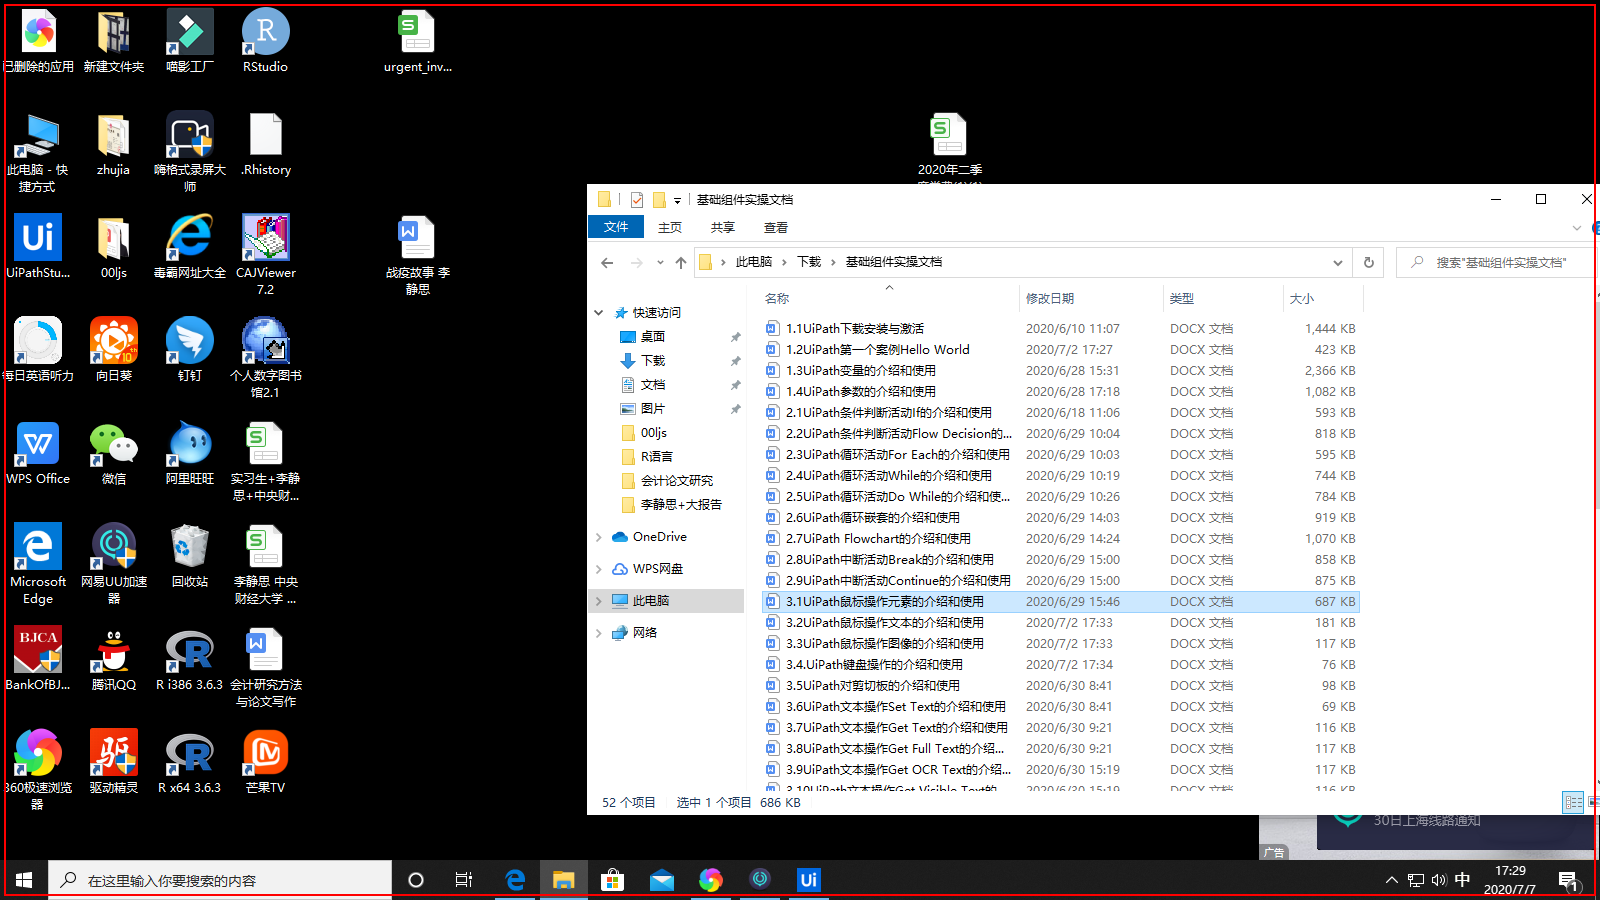 已删除的应用
新建文件夹
喵影工厂
RStudio
urgent_inv...
此电脑 - 快
捷方式
zhujia
嗨格式录屏大
师
.Rhistory
2020年二季
UiPathStu...
00ljs
毒霸网址大全
CAJViewer
7.2
战疫故事 李
静思
每日英语听力
向日葵
钉钉
个人数字图书
馆2.1
WPS Office
微信
阿里旺旺
实习生+李静
思+中央财...
Microsoft
Edge
网易UU加速
器
回收站
李静思 中央
财经大学 ...
BJCA
BankOfBJ...
腾讯QQ
R i386 3.6.3
会计研究方法
与论文写作
360极速浏览
器
驱动精灵
R x64 3.6.3
芒果TV
基础组件实操文档
文件 主页 共享 查看
此电脑 › 下载 › 基础组件实操文档
搜索"基础组件实操文档"
快速访问
桌面
下载
文档
图片
00ljs
R语言
会计论文研究
李静思+大报告
OneDrive
WPS网盘
此电脑
网络
名称 修改日期 类型 大小
1.1UiPath下载安装与激活 2020/6/10 11:07 DOCX 文档 1,444 KB
1.2UiPath第一个案例Hello World 2020/7/2 17:27 DOCX 文档 423 KB
1.3UiPath变量的介绍和使用 2020/6/28 15:31 DOCX 文档 2,366 KB
1.4UiPath参数的介绍和使用 2020/6/28 17:18 DOCX 文档 1,082 KB
2.1UiPath条件判断活动If的介绍和使用 2020/6/18 11:06 DOCX 文档 593 KB
2.2UiPath条件判断活动Flow Decision的... 2020/6/29 10:04 DOCX 文档 818 KB
2.3UiPath循环活动For Each的介绍和使用 2020/6/29 10:03 DOCX 文档 595 KB
2.4UiPath循环活动While的介绍和使用 2020/6/29 10:19 DOCX 文档 744 KB
2.5UiPath循环活动Do While的介绍和使... 2020/6/29 10:26 DOCX 文档 784 KB
2.6UiPath循环嵌套的介绍和使用 2020/6/29 14:03 DOCX 文档 919 KB
2.7UiPath Flowchart的介绍和使用 2020/6/29 14:24 DOCX 文档 1,070 KB
2.8UiPath中断活动Break的介绍和使用 2020/6/29 15:00 DOCX 文档 858 KB
2.9UiPath中断活动Continue的介绍和使用 2020/6/29 15:00 DOCX 文档 875 KB
3.1UiPath鼠标操作元素的介绍和使用 2020/6/29 15:46 DOCX 文档 687 KB
3.2UiPath鼠标操作文本的介绍和使用 2020/7/2 17:33 DOCX 文档 181 KB
3.3UiPath鼠标操作图像的介绍和使用 2020/7/2 17:33 DOCX 文档 117 KB
3.4.UiPath键盘操作的介绍和使用 2020/7/2 17:34 DOCX 文档 76 KB
3.5UiPath对剪切板的介绍和使用 2020/6/30 8:41 DOCX 文档 98 KB
3.6UiPath文本操作Set Text的介绍和使用 2020/6/30 8:41 DOCX 文档 69 KB
3.7UiPath文本操作Get Text的介绍和使用 2020/6/30 9:21 DOCX 文档 116 KB
3.8UiPath文本操作Get Full Text的介绍... 2020/6/30 9:21 DOCX 文档 117 KB
3.9UiPath文本操作Get OCR Text的介绍... 2020/6/30 15:19 DOCX 文档 117 KB
3.10UiPath文本操作Get Visible Text的 2020/6/30 15:19 DOCX 文档 116 KB
52 个项目 选中 1 个项目 686 KB
30日上海线路通知
广告
在这里输入你要搜索的内容
中
17:29
2020/7/7
1